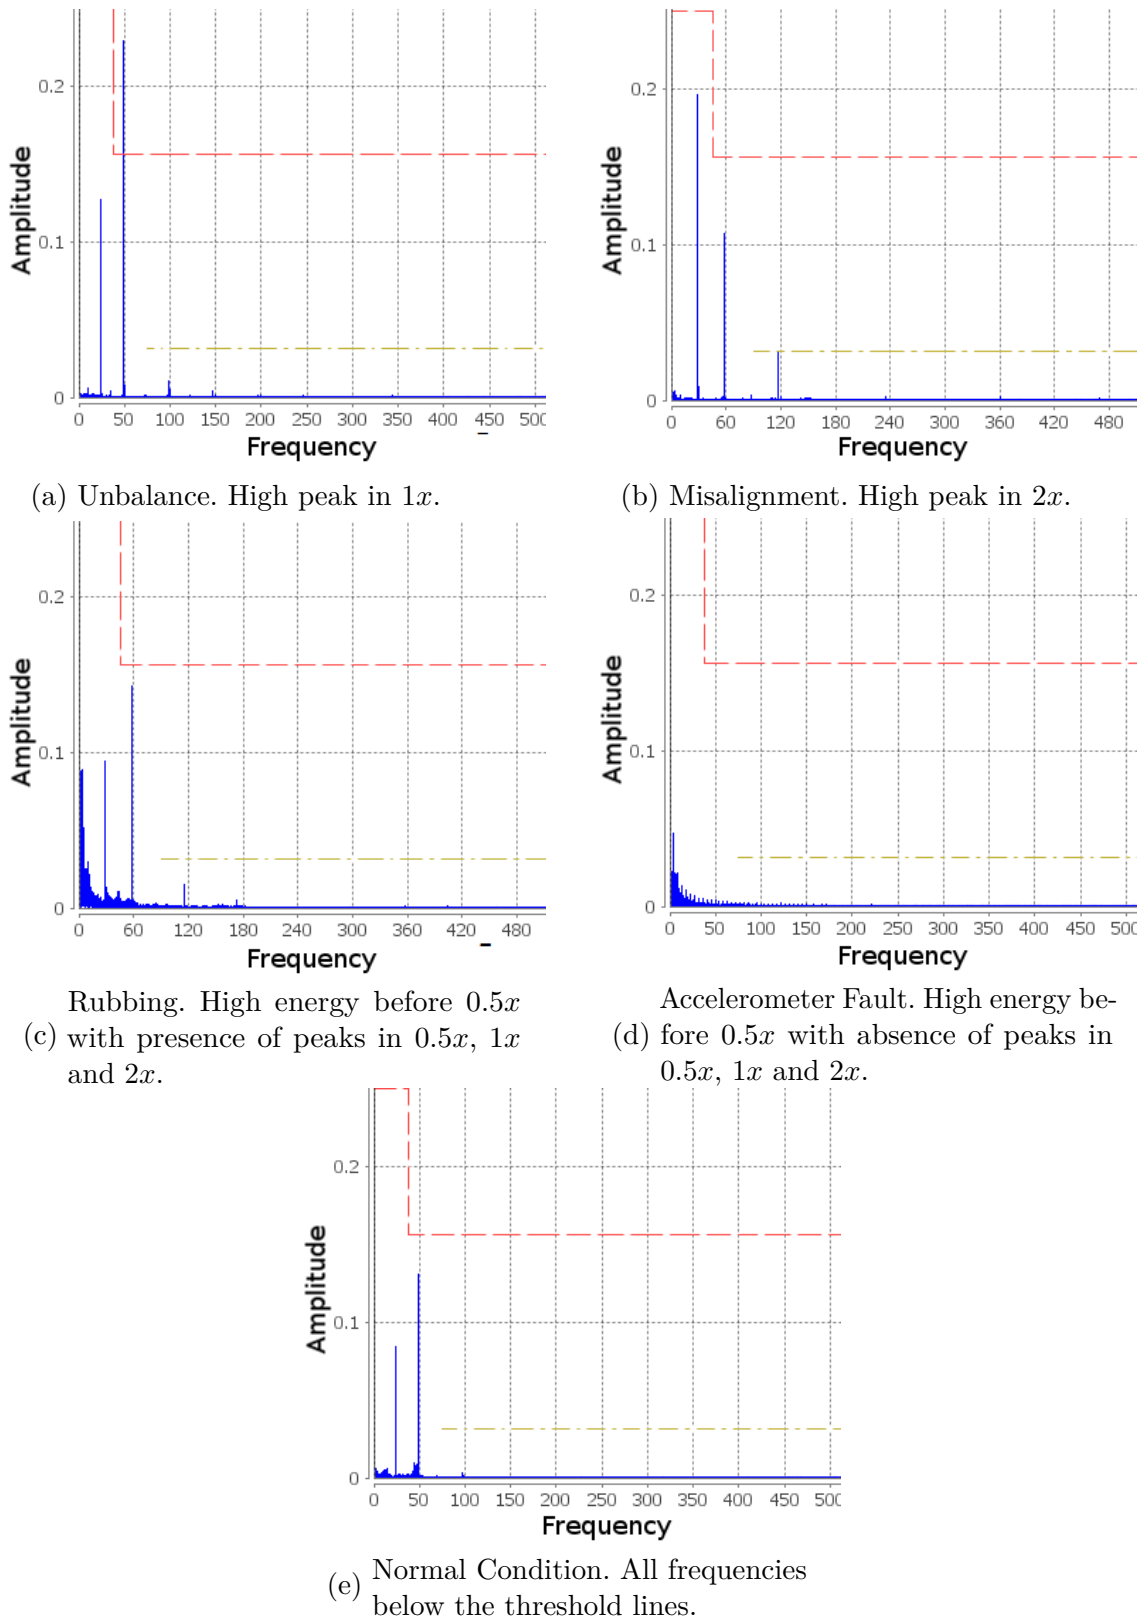 0.2
0.1
0
Amplitude
0 50 100 150 200 250 300 350 400 450 500
Frequency
(a) Unbalance. High peak in 1x.
0.2
0.1
0
Amplitude
0 60 120 180 240 300 360 420 480
Frequency
(b) Misalignment. High peak in 2x.
0.2
0.1
0
Amplitude
0 60 120 180 240 300 360 420 480
Frequency
(c) Rubbing. High energy before 0.5x
with presence of peaks in 0.5x, 1x
and 2x.
0.2
0.1
0
Amplitude
0 50 100 150 200 250 300 350 400 450 500
Frequency
(d) Accelerometer Fault. High energy be-
fore 0.5x with absence of peaks in
0.5x, 1x and 2x.
0.2
0.1
0
Amplitude
0 50 100 150 200 250 300 350 400 450 500
Frequency
(e) Normal Condition. All frequencies
below the threshold lines.